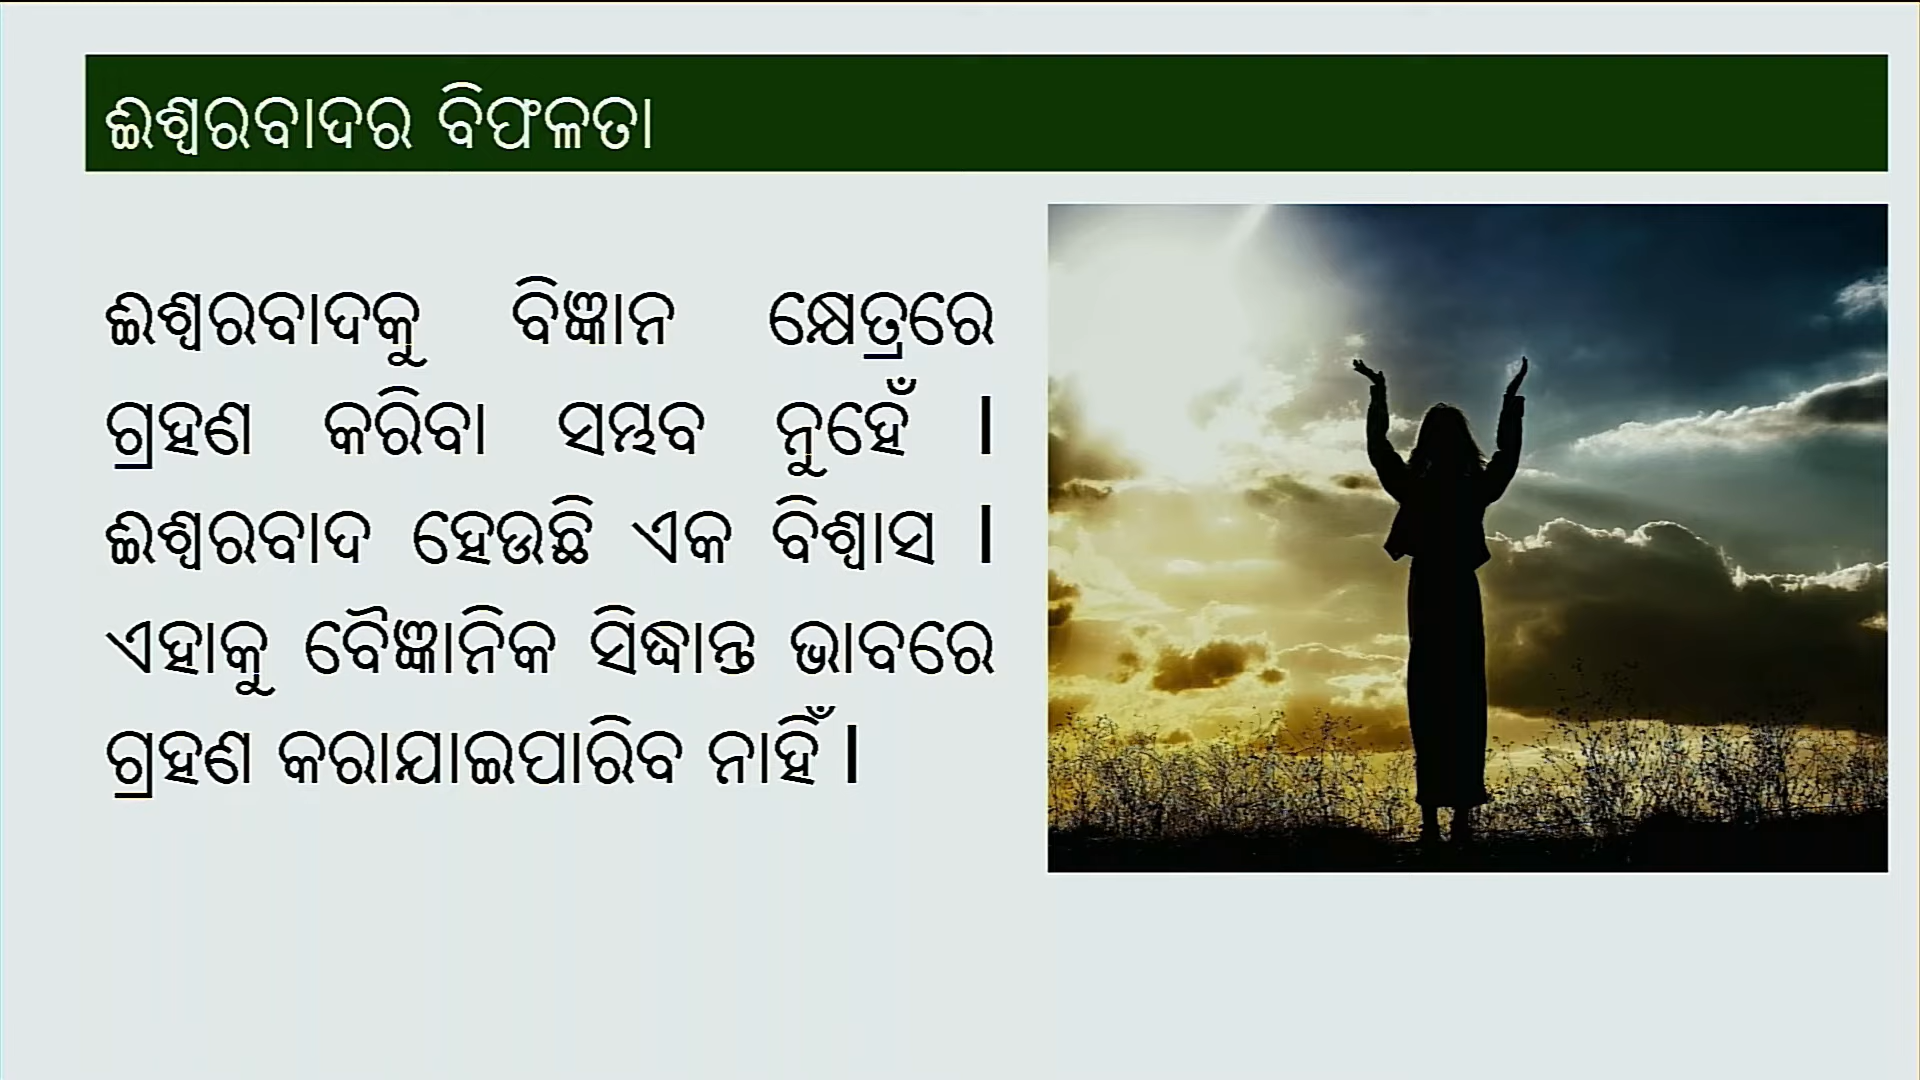 ଈଶ୍ୱରବାଦର ବିଫଳତା
ଈଶ୍ୱରବାଦକୁ ବିଜ୍ଞାନ କ୍ଷେତ୍ରରେ
ଗ୍ରହଣ କରିବା ସମ୍ଭବ ନୁହେଁ ।
ଈଶ୍ୱରବାଦ ହେଉଛି ଏକ ବିଶ୍ୱାସ ।
ଏହାକୁ ବୈଜ୍ଞାନିକ ସିଦ୍ଧାନ୍ତ ଭାବରେ
ଗ୍ରହଣ କରାଯାଇପାରିବ ନାହିଁ ।